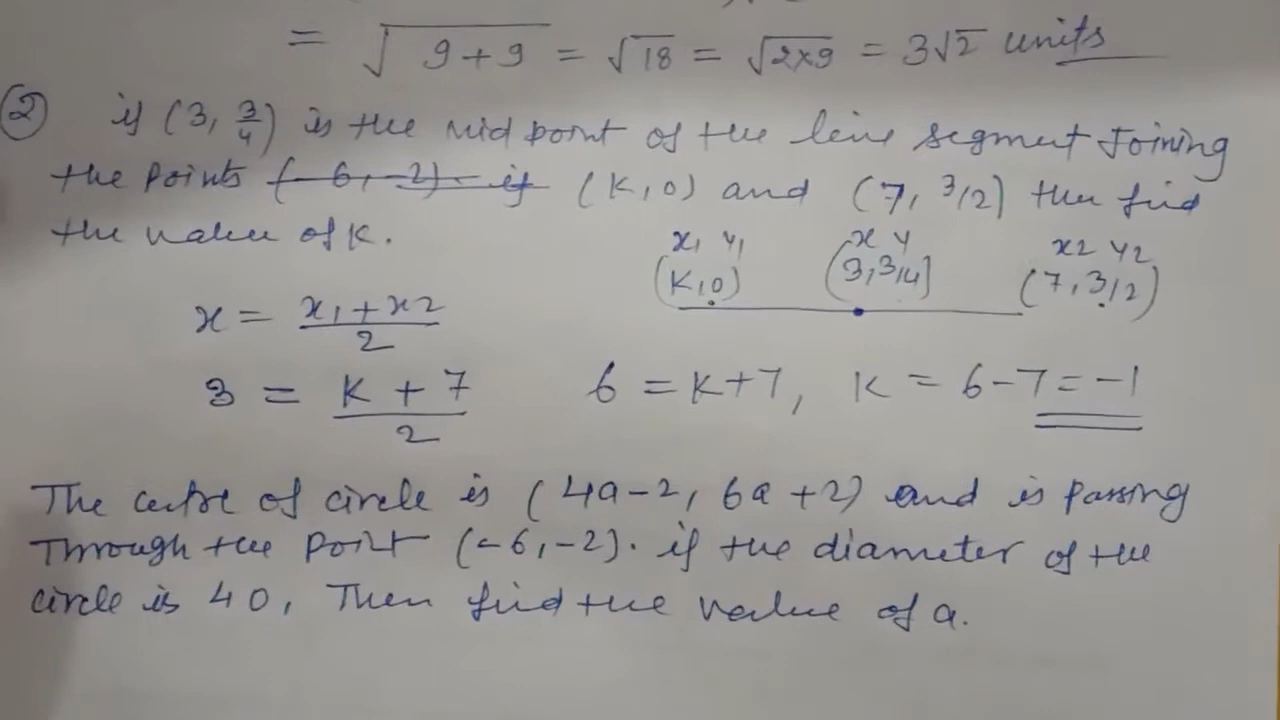 = √9+9 = √18 = √2×9 = 3√2 units
② if (3, 3/4) is the mid point of the line segment Joining
the points (-6, -2). if (K, 0) and (7, 3/2) then find
the value of K.
x₁ y₁ x y x2 y2
(K,0) (3,3/4) (7,3/2)
x = x₁+x2/2
3 = K+7/2 6 = K+7, K = 6-7 = -1
The centre of circle is (4a-2, 6a+2) and is passing
Through the point (-6,-2). if the diameter of the
circle is 40, Then find the value of a.